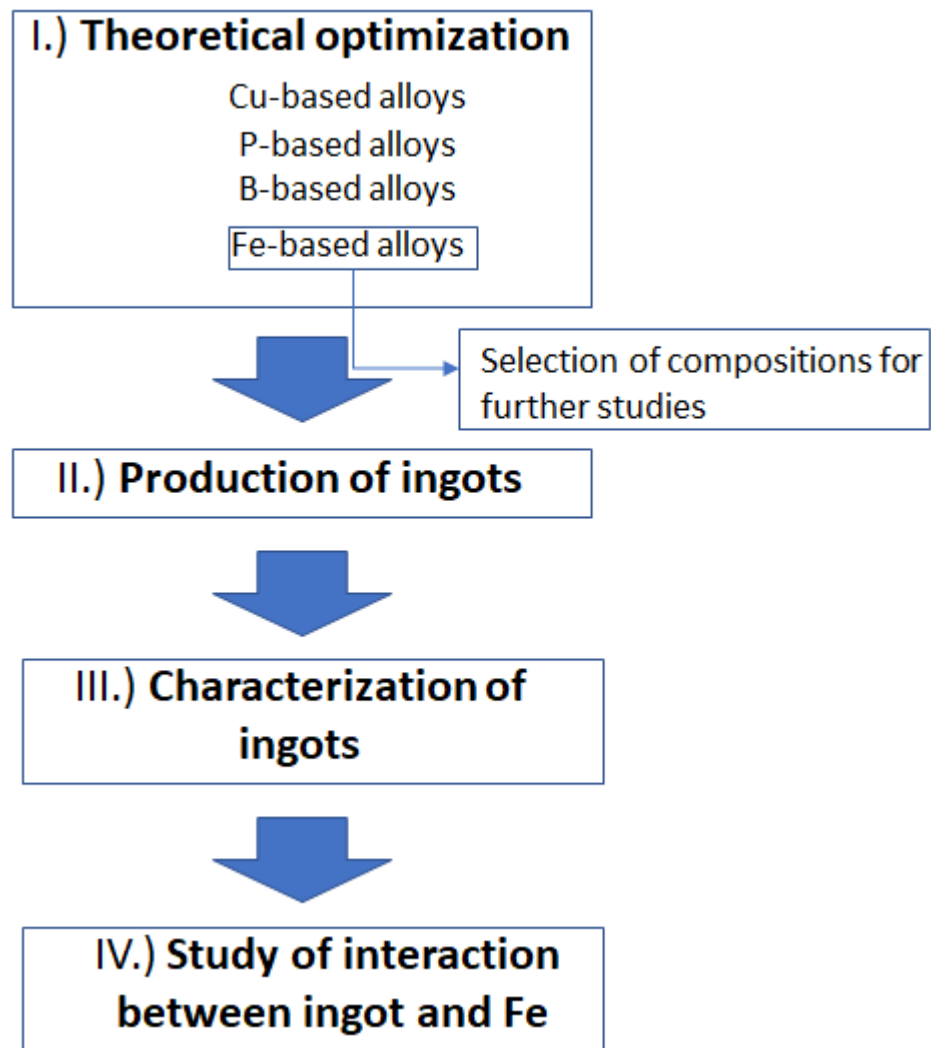 I.) Theoretical optimization
Cu-based alloys
P-based alloys
B-based alloys
Fe-based alloys
Selection of compositions for
further studies
II.) Production of ingots
III.) Characterization of
ingots
IV.) Study of interaction
between ingot and Fe